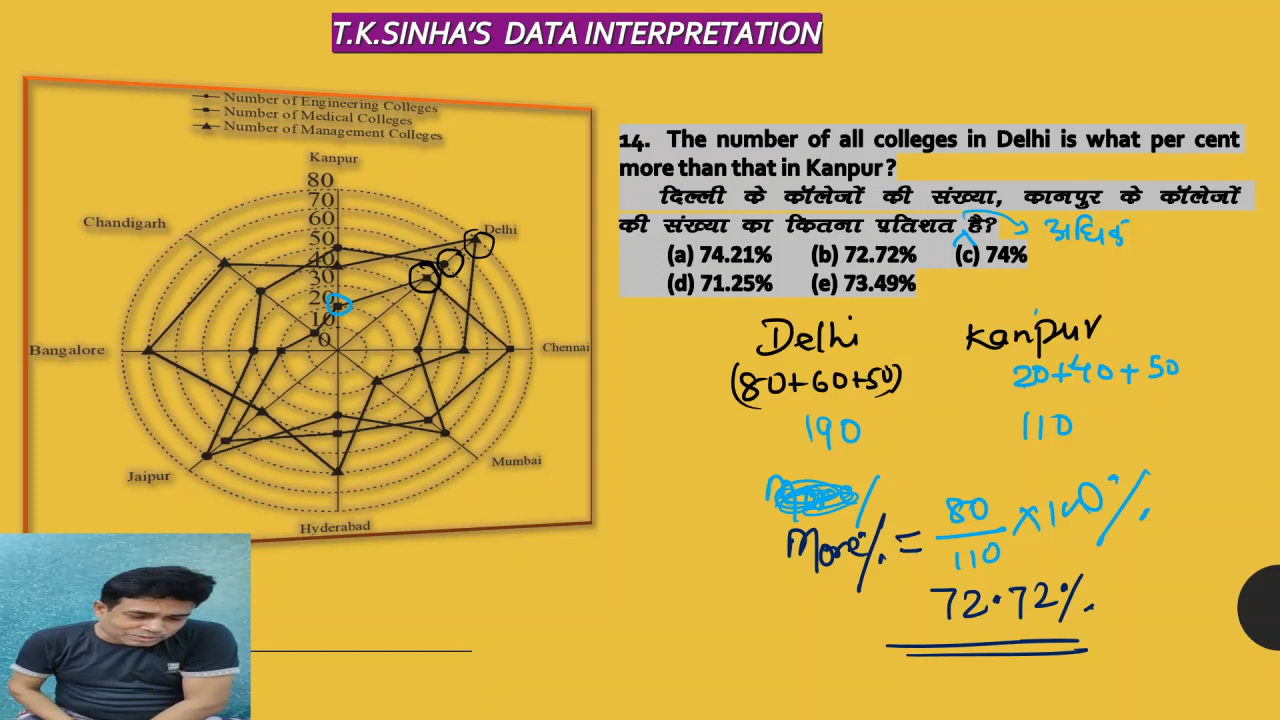 T.K.SINHA'S DATA INTERPRETATION
Number of Engineering Colleges
Number of Medical Colleges
Number of Management Colleges
Kanpur
80
70
60
50
40
30
20
10
0
Chandigarh
Delhi
Bangalore
Chennai
Jaipur
Mumbai
Hyderabad
14. The number of all colleges in Delhi is what per cent
more than that in Kanpur ?
दिल्ली के कॉलेजों की संख्या, कानपुर के कॉलेजों
की संख्या का कितना प्रतिशत है? अधिक
(a) 74.21% (b) 72.72% (c) 74%
(d) 71.25% (e) 73.49%
Delhi Kanpur
(80+60+50) 20+40+50
190 110
More% = 80/110 ×100%
72.72%